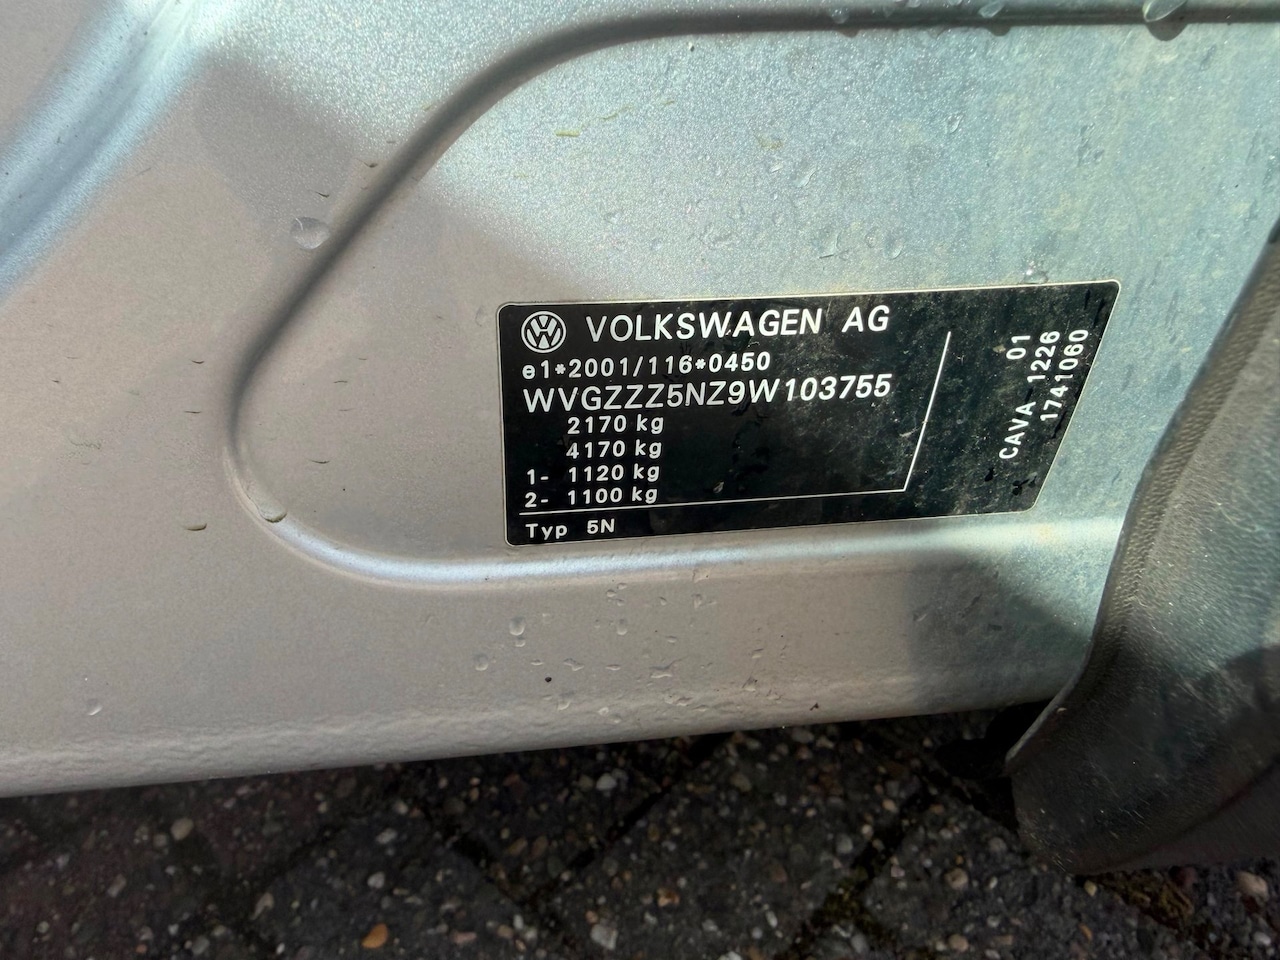 VOLKSWAGEN AG
e1*2001/116*0450
WVGZZZ5NZ9W103755
2170 kg
4170 kg
1- 1120 kg
2- 1100 kg
Typ 5N
01
CAVA 1226
1741060